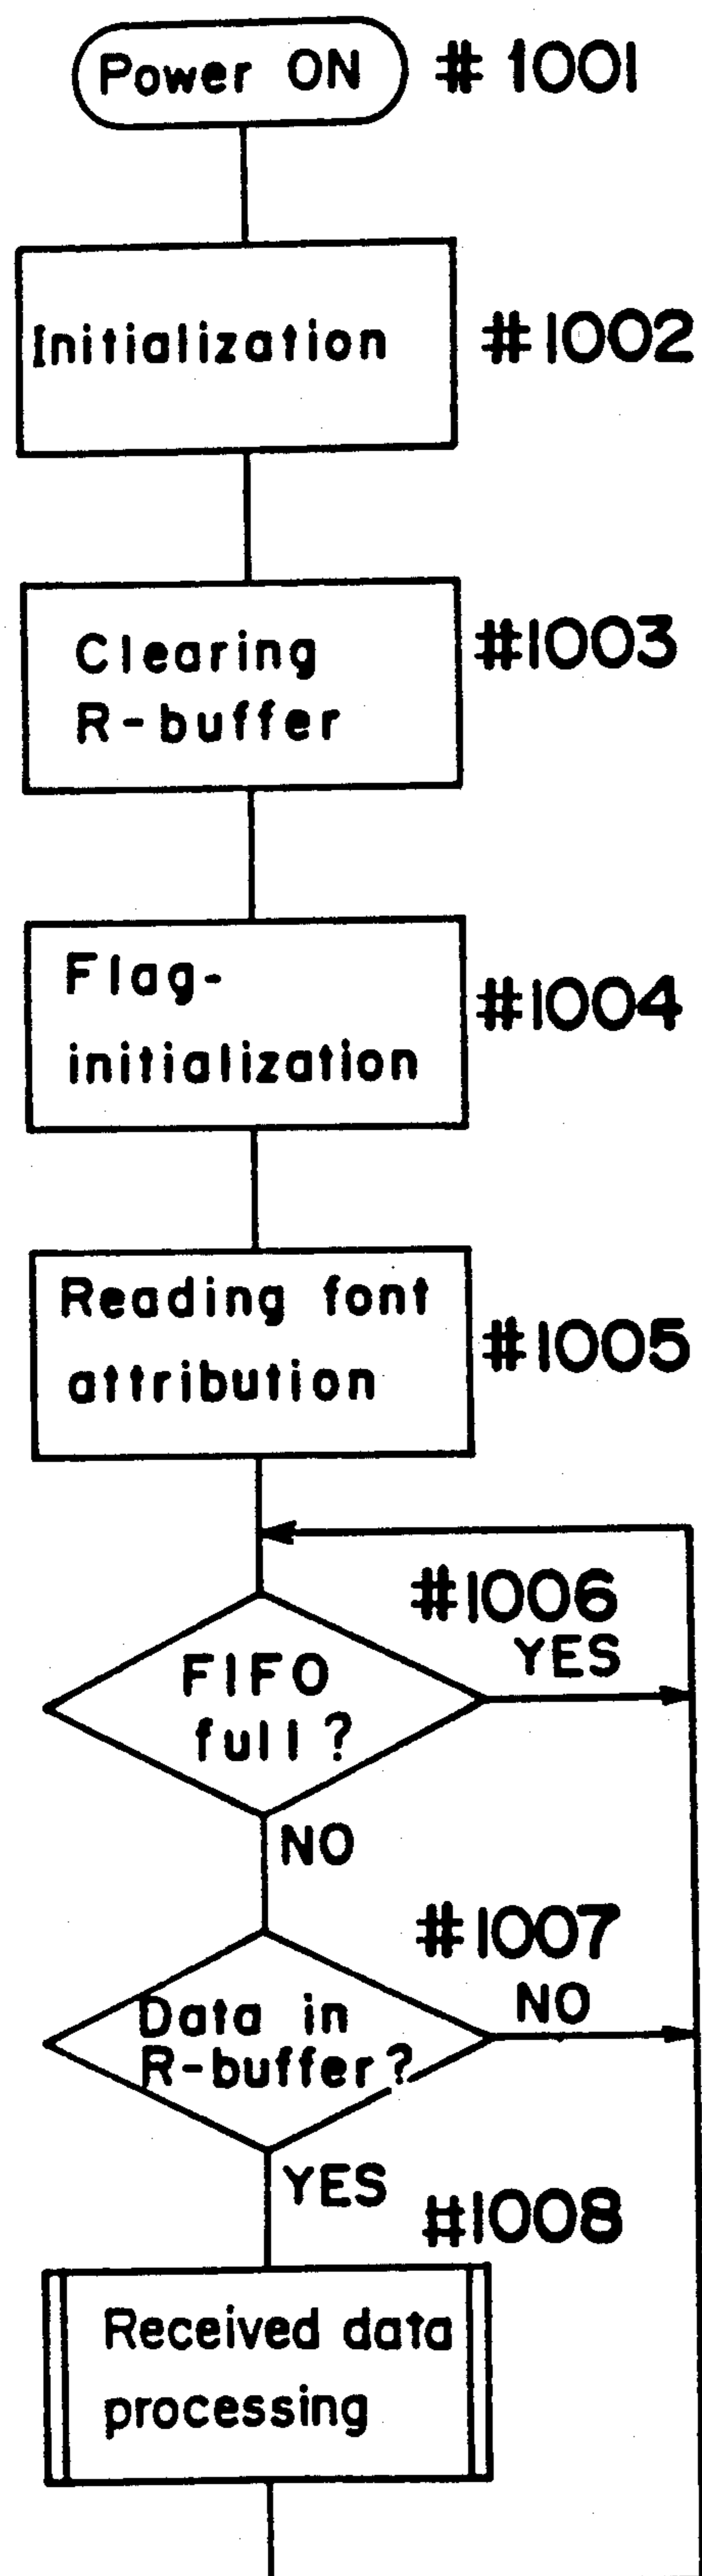 Power ON # 1001
Initialization #1002
Clearing #1003
R-buffer
Flag-
initialization #1004
Reading font
attribution #1005
#1006
FIFO YES
full?
NO
#1007
Data in NO
R-buffer?
YES
#1008
Received data
processing